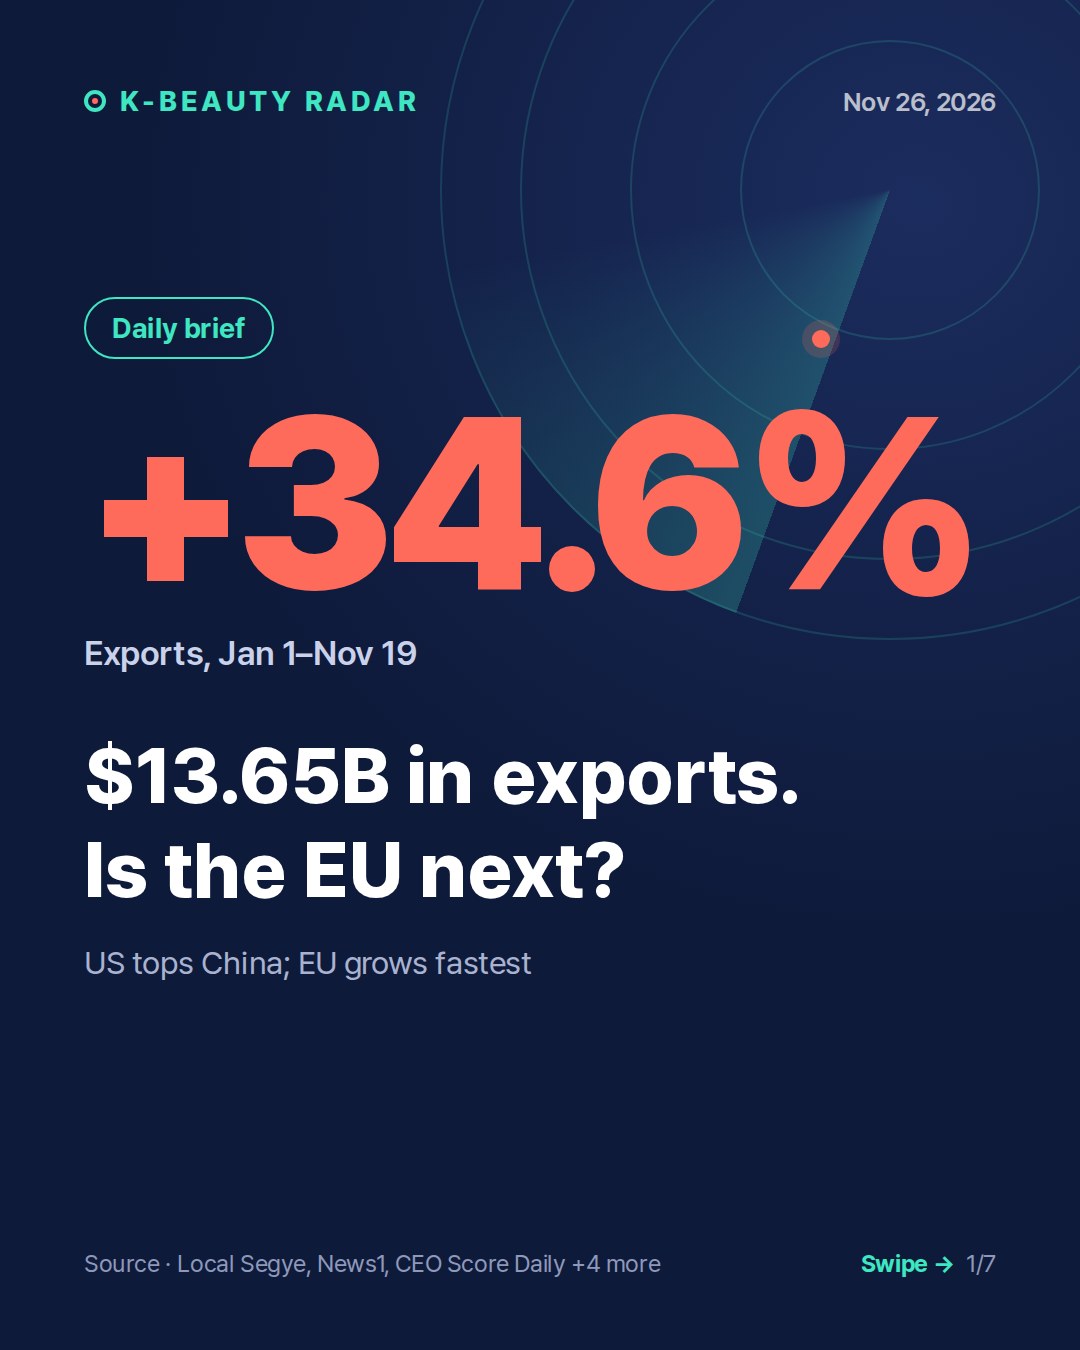 K-BEAUTY RADAR
Nov 26, 2026
Daily brief
+34.6%
Exports, Jan 1–Nov 19
$13.65B in exports.
Is the EU next?
US tops China; EU grows fastest
Source · Local Segye, News1, CEO Score Daily +4 more
Swipe → 1/7